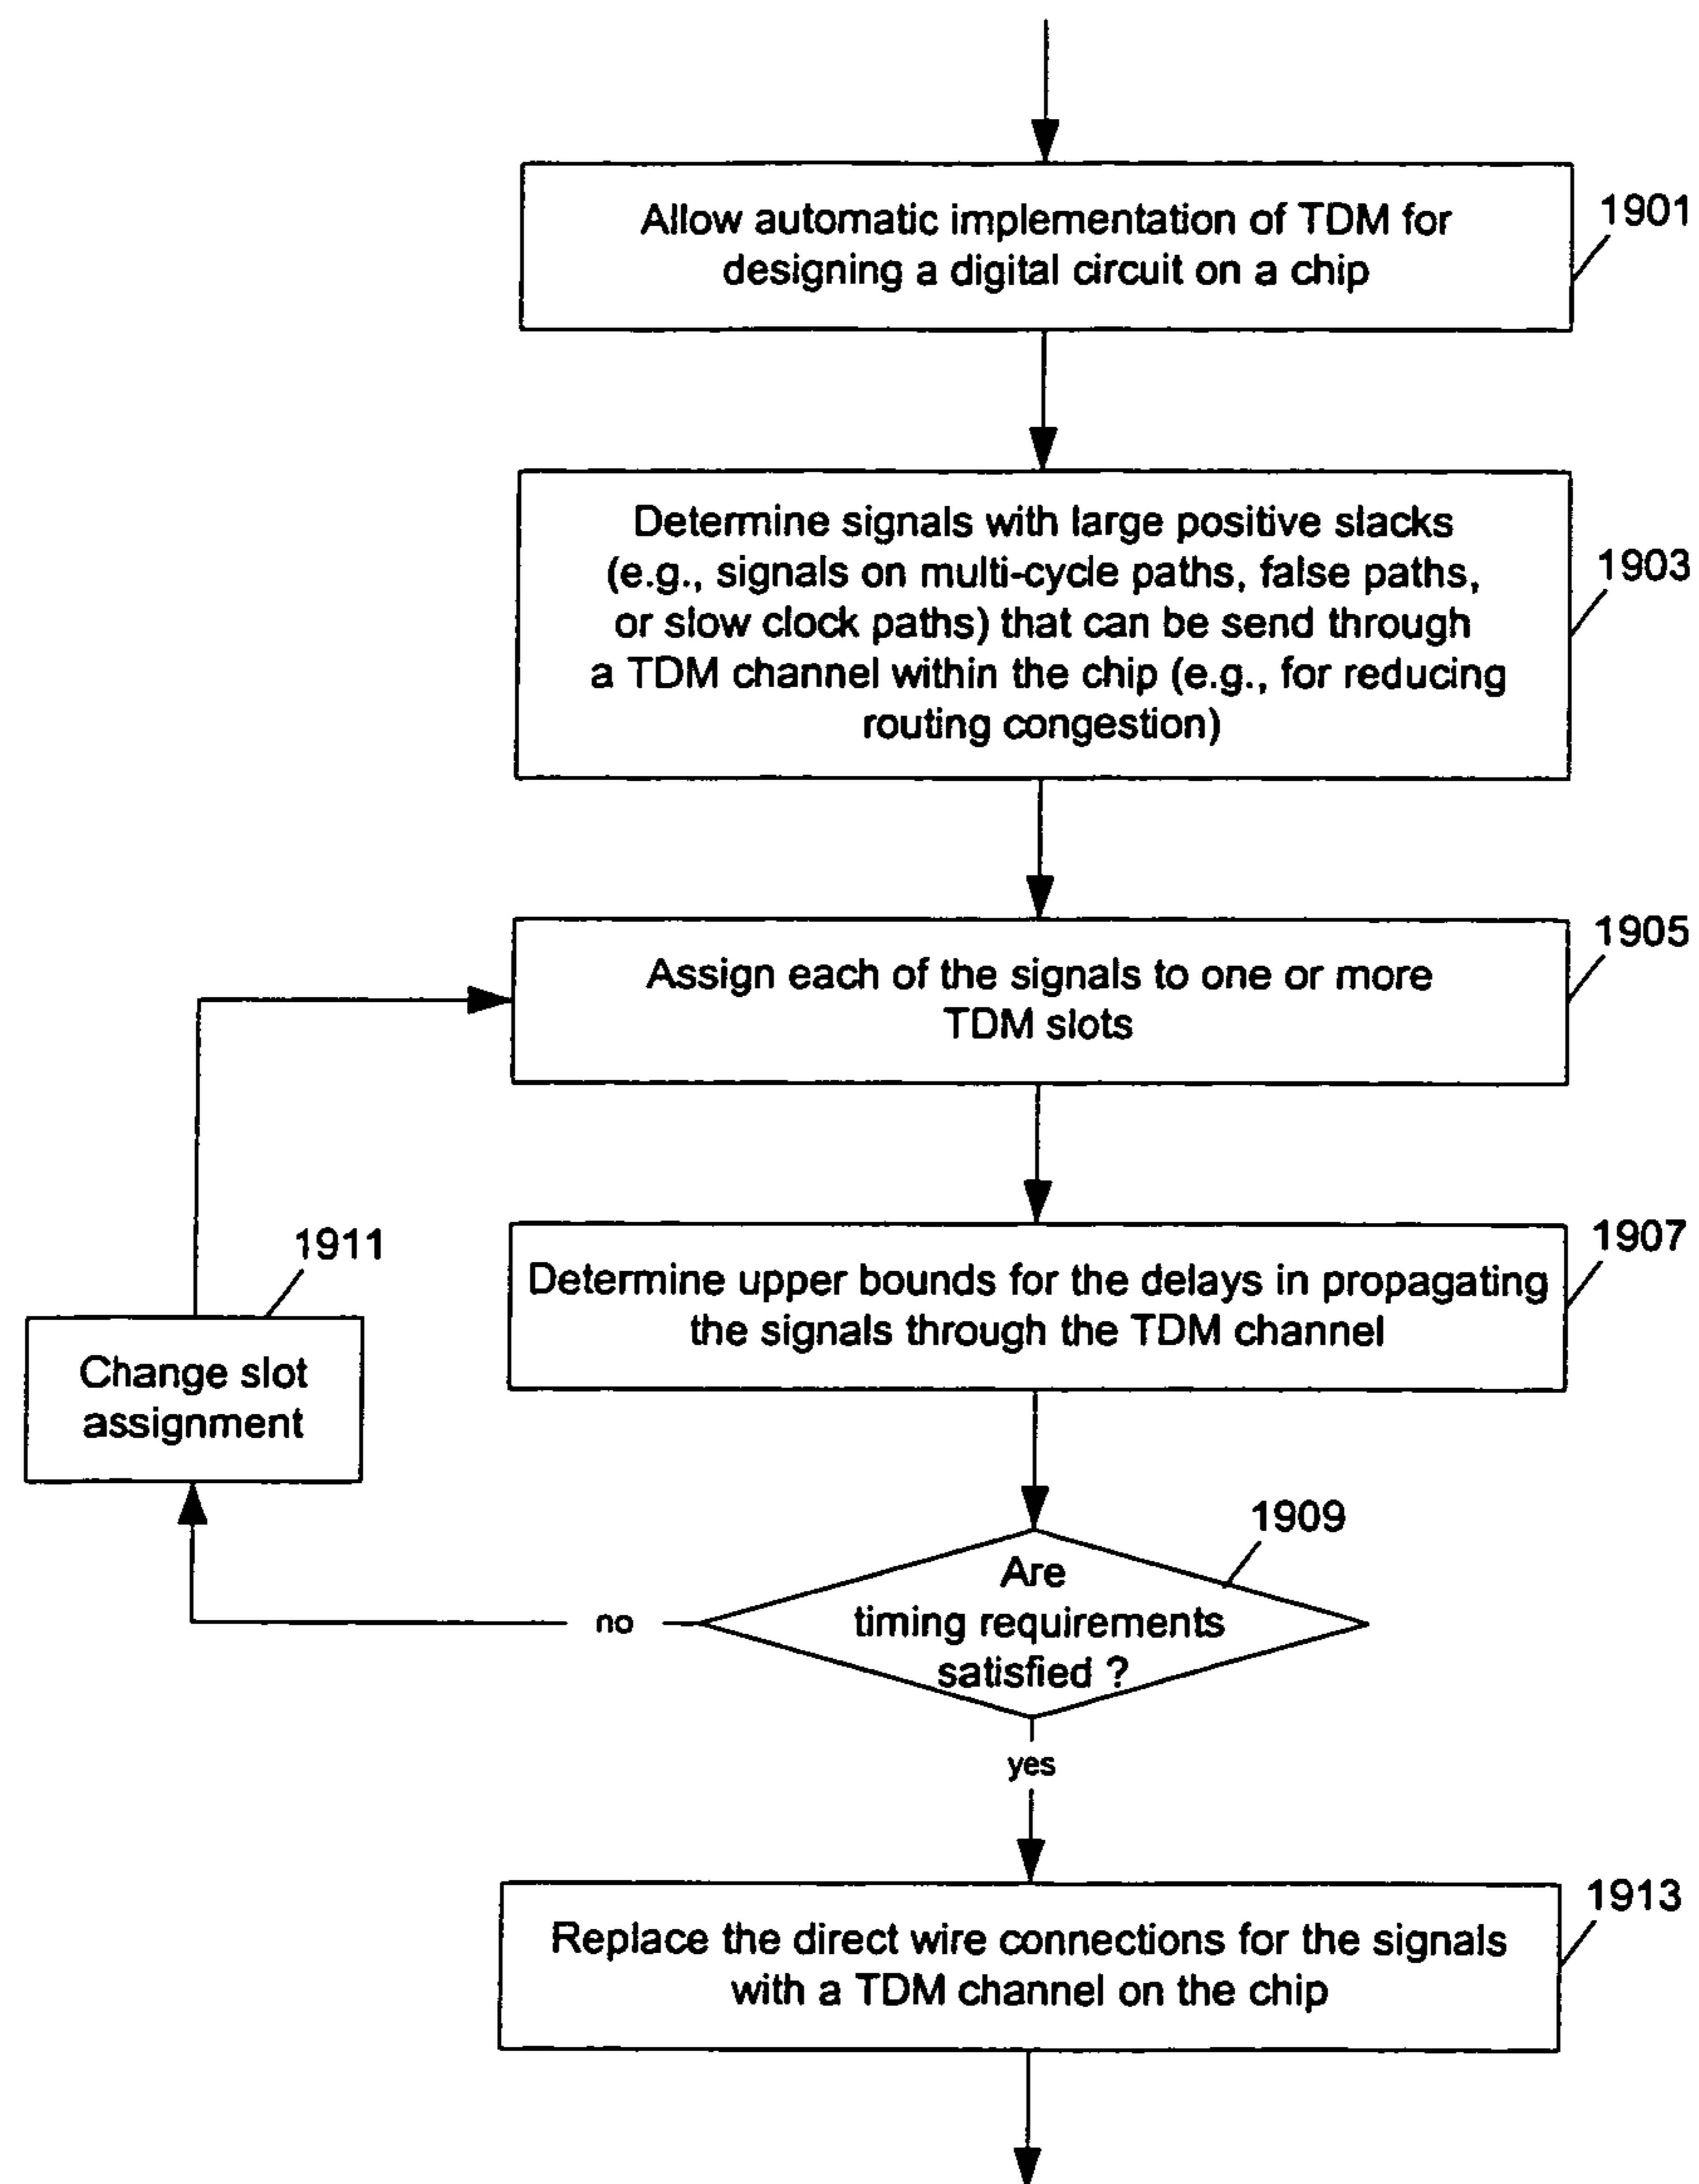 Allow automatic implementation of TDM for
designing a digital circuit on a chip
1901
Determine signals with large positive slacks
(e.g., signals on multi-cycle paths, false paths,
or slow clock paths) that can be send through
a TDM channel within the chip (e.g., for reducing
routing congestion)
1903
Assign each of the signals to one or more
TDM slots
1905
Determine upper bounds for the delays in propagating
the signals through the TDM channel
1907
1911
Change slot
assignment
1909
Are
timing requirements
satisfied ?
no
yes
Replace the direct wire connections for the signals
with a TDM channel on the chip
1913